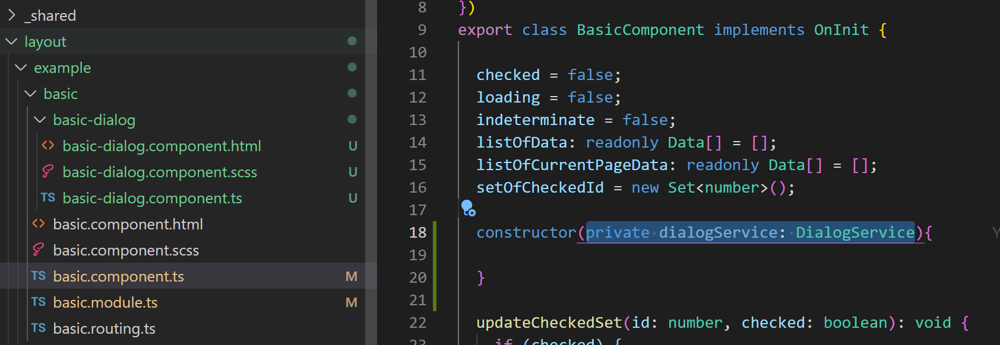 _shared
layout
example
basic
basic-dialog
basic-dialog.component.html U
basic-dialog.component.scss U
TS basic-dialog.component.ts U
basic.component.html
basic.component.scss
TS basic.component.ts M
TS basic.module.ts M
TS basic.routing.ts
8 })
9 export class BasicComponent implements OnInit {
10
11 checked = false;
12 loading = false;
13 indeterminate = false;
14 listOfData: readonly Data[] = [];
15 listOfCurrentPageData: readonly Data[] = [];
16 setOfCheckedId = new Set<number>();
17
18 constructor(private dialogService: DialogService){
19
20 }
21
22 updateCheckedSet(id: number, checked: boolean): void {
23 if (checked) {